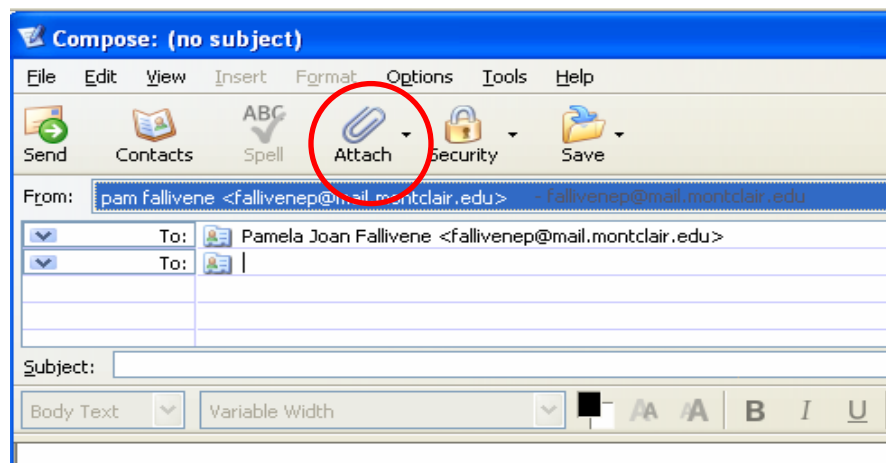 Compose: (no subject)
File Edit View Insert Format Options Tools Help
ABC
Send Contacts Spell Attach Security Save
From: pam fallivene <fallivenep@mail.montclair.edu> - fallivenep@mail.montclair.edu
To: Pamela Joan Fallivene <fallivenep@mail.montclair.edu>
To:
Subject:
Body Text Variable Width AA AA B I U